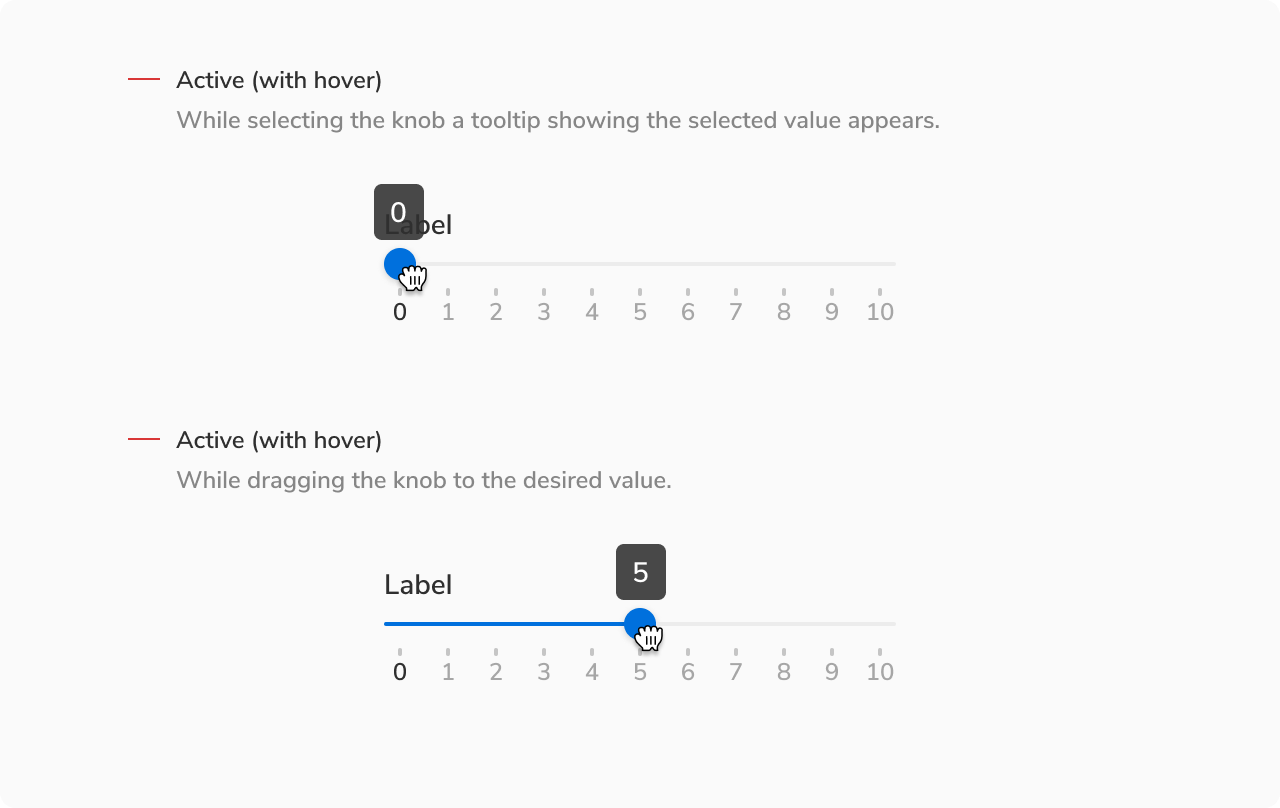 Active (with hover)
While selecting the knob a tooltip showing the selected value appears.
0
Label
0 1 2 3 4 5 6 7 8 9 10
Active (with hover)
While dragging the knob to the desired value.
5
Label
0 1 2 3 4 5 6 7 8 9 10